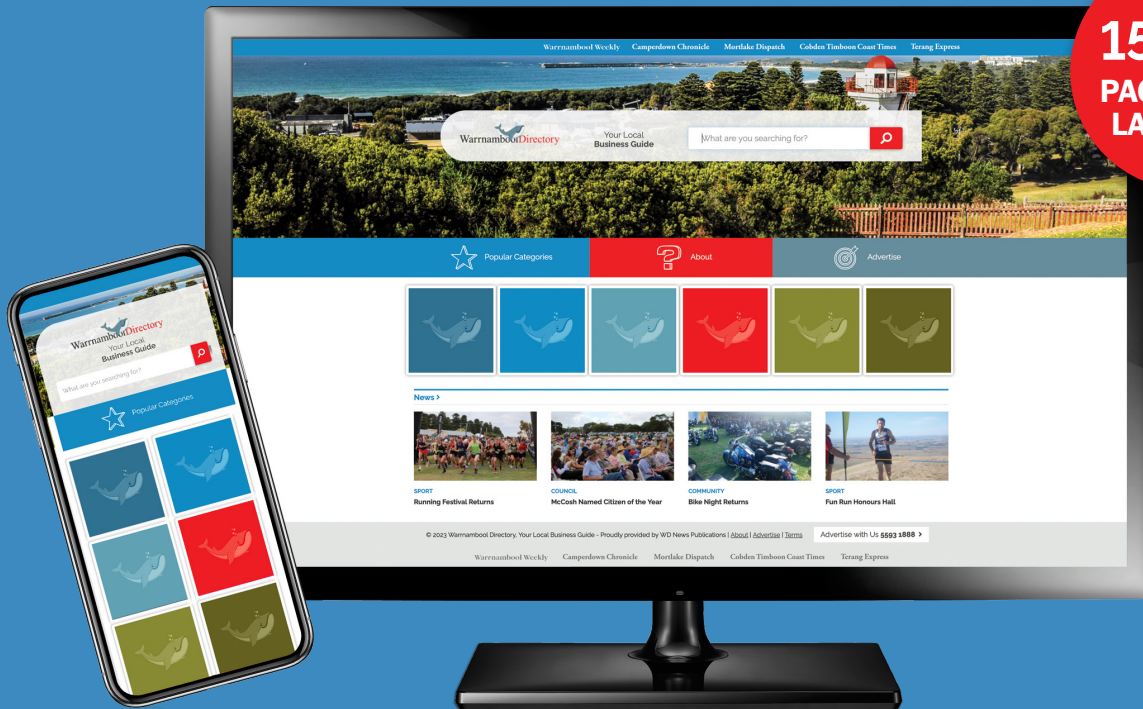 15
Warrnambool Weekly Camperdown Chronicle Mortlake Dispatch Cobden Timboon Coast Times Terang Express
WarrnamboolDirectory
Your Local
Business Guide
What are you searching for?
Popular Categories
About
Advertise
News >
SPORT
Running Festival Returns
COUNCIL
McCosh Named Citizen of the Year
COMMUNITY
Bike Night Returns
SPORT
Fun Run Honours Hall
© 2023 Warrnambool Directory, Your Local Business Guide - Proudly provided by WD News Publications | About | Advertise | Terms
Advertise with Us 5593 1888 >
Warrnambool Weekly Camperdown Chronicle Mortlake Dispatch Cobden Timboon Coast Times Terang Express
WarrnamboolDirectory
Your Local
Business Guide
What are you searching for?
Popular Categories